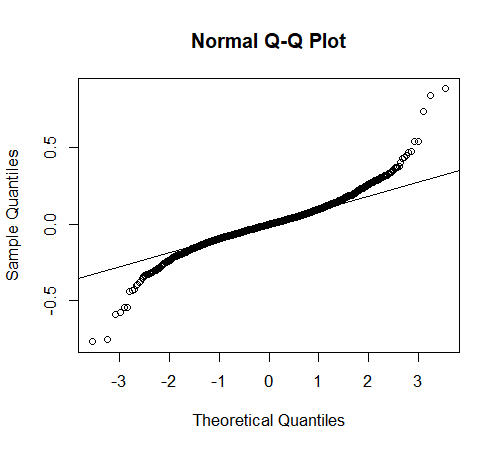 Normal Q-Q Plot
Sample Quantiles
0.5
0.0
-0.5
-3 -2 -1 0 1 2 3
Theoretical Quantiles